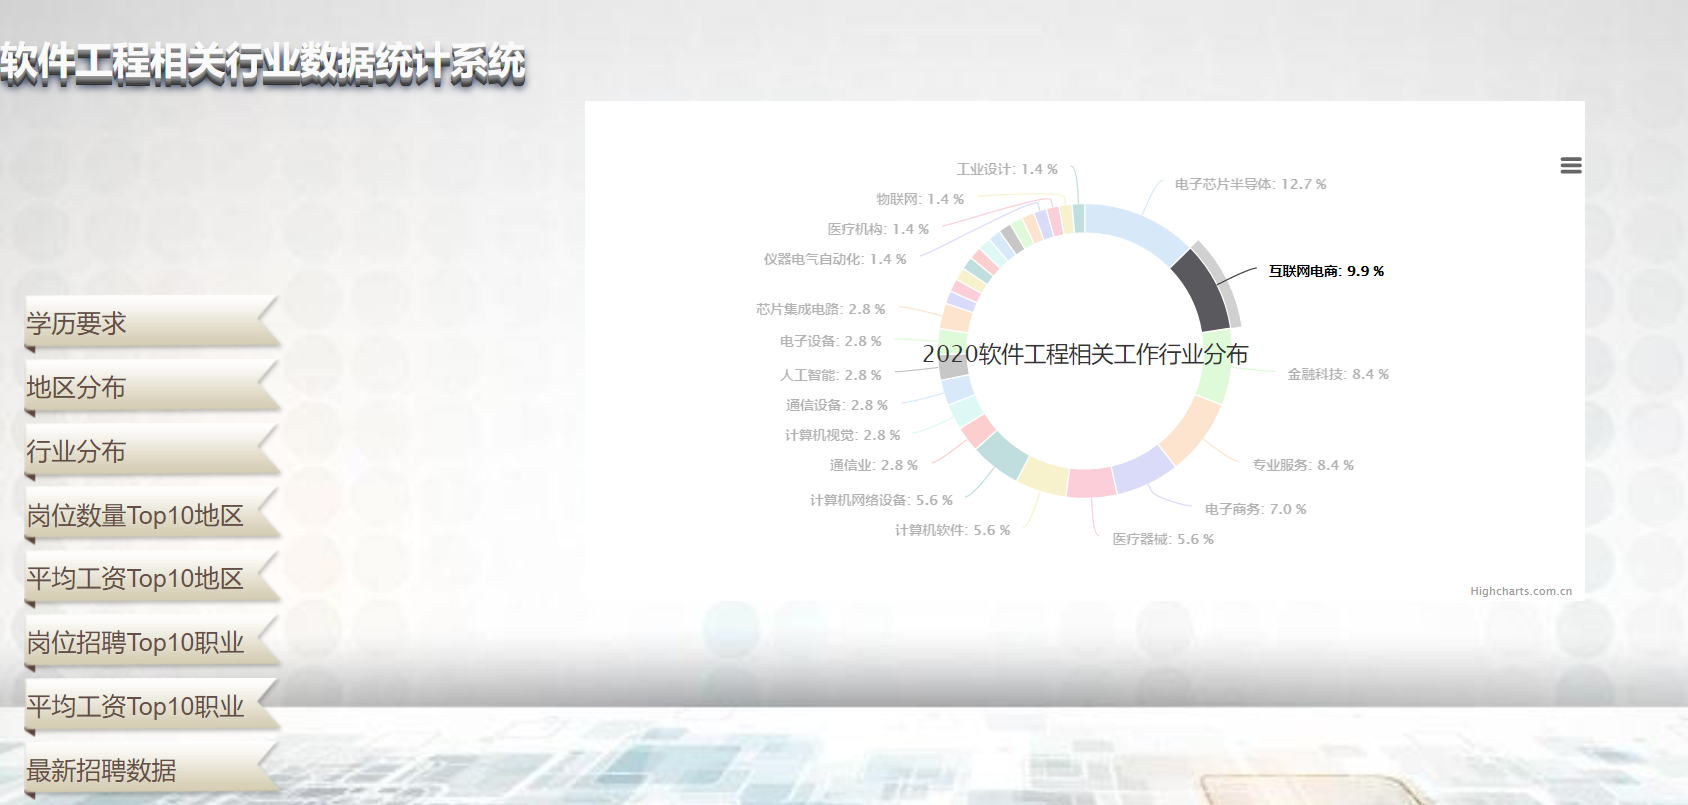 软件工程相关行业数据统计系统
学历要求
地区分布
行业分布
岗位数量Top10地区
平均工资Top10地区
岗位招聘Top10职业
平均工资Top10职业
最新招聘数据
2020软件工程相关工作行业分布
电子芯片半导体: 12.7 %
互联网电商: 9.9 %
金融科技: 8.4 %
专业服务: 8.4 %
电子商务: 7.0 %
医疗器械: 5.6 %
计算机软件: 5.6 %
计算机网络设备: 5.6 %
通信业: 2.8 %
计算机视觉: 2.8 %
通信设备: 2.8 %
人工智能: 2.8 %
电子设备: 2.8 %
芯片集成电路: 2.8 %
仪器电气自动化: 1.4 %
医疗机构: 1.4 %
物联网: 1.4 %
工业设计: 1.4 %
Highcharts.com.cn